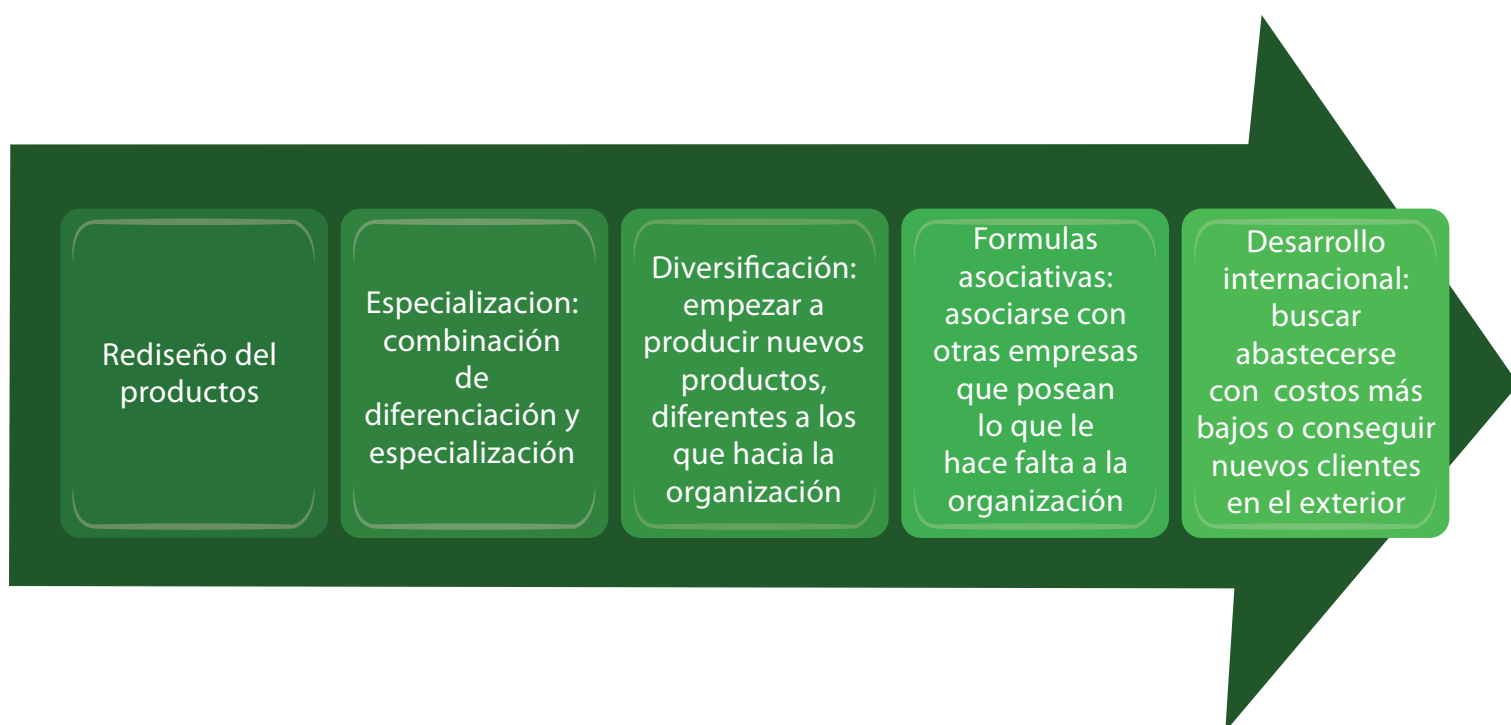 Rediseño del
productos
Especializacion:
combinación
de
diferenciación y
especialización
Diversificación:
empezar a
producir nuevos
productos,
diferentes a los
que hacia la
organización
Formulas
asociativas:
asociarse con
otras empresas
que posean
lo que le
hace falta a la
organización
Desarrollo
internacional:
buscar
abastecerse
con costos más
bajos o conseguir
nuevos clientes
en el exterior